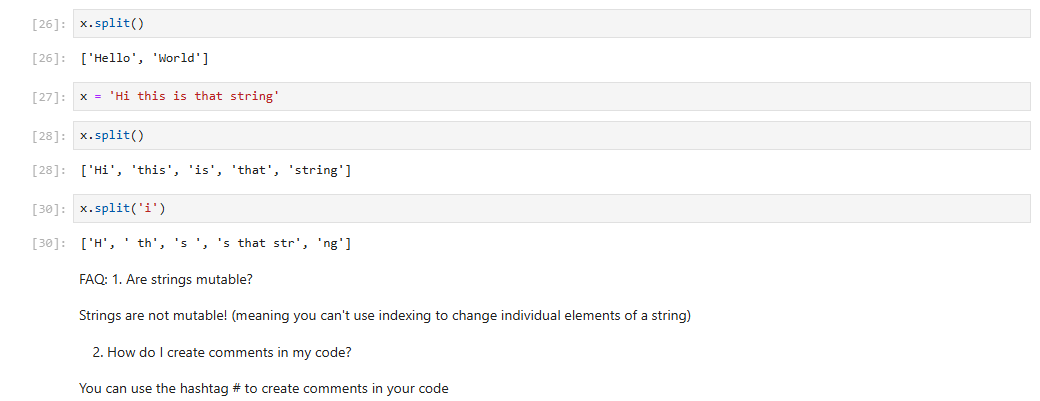 [26]: x.split()
[26]: ['Hello', 'World']
[27]: x = 'Hi this is that string'
[28]: x.split()
[28]: ['Hi', 'this', 'is', 'that', 'string']
[30]: x.split('i')
[30]: ['H', ' th', 's ', 's that str', 'ng']
FAQ: 1. Are strings mutable?
Strings are not mutable! (meaning you can't use indexing to change individual elements of a string)
2. How do I create comments in my code?
You can use the hashtag # to create comments in your code